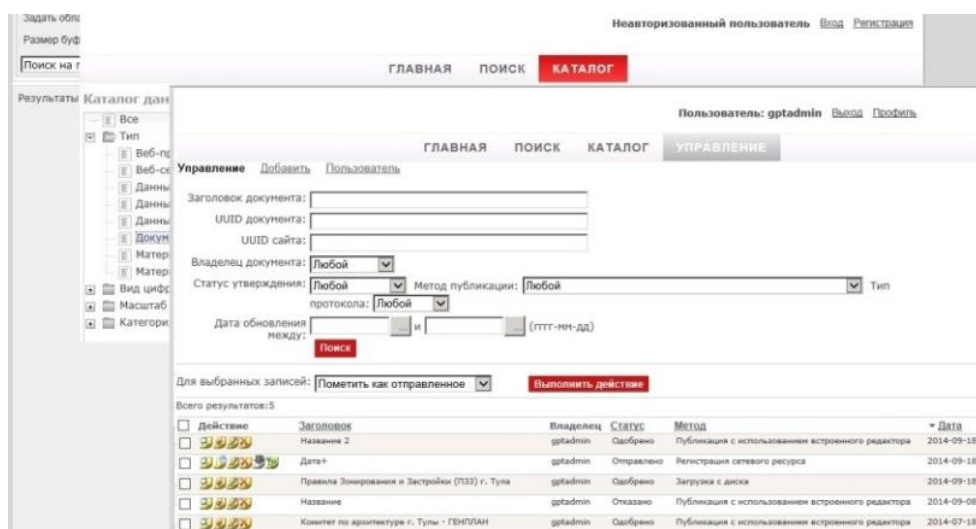 Задать обла
Размер буф
Поиск на г
Результаты
Неавторизованный пользователь Вход Регистрация
ГЛАВНАЯ ПОИСК КАТАЛОГ
Каталог дан
Все
Тип
Веб-пр
Веб-се
Данны
Данны
Данны
Докум
Матер
Матер
Вид цифр
Масштаб
Категори
Пользователь: gptadmin Выход Профиль
ГЛАВНАЯ ПОИСК КАТАЛОГ УПРАВЛЕНИЕ
Управление Добавить Пользователь
Заголовок документа:
UUID документа:
UUID сайта:
Владелец документа: Любой
Статус утверждения: Любой Метод публикации: Любой Тип
протокола: Любой
Дата обновления
между: ... и ... (гггг-мм-дд)
Поиск
Для выбранных записей: Пометить как отправленное Выполнить действие
Всего результатов:5
Действие Заголовок Владелец Статус Метод Дата
Название 2 gptadmin Одобрено Публикация с использованием встроенного редактора 2014-09-18
Дата+ gptadmin Отправлено Регистрация сетевого ресурса 2014-09-18
Правила Зонирования и Застройки (ПЗЗ) г. Тула gptadmin Одобрено Загрузка с диска 2014-09-18
Название gptadmin Отказано Публикация с использованием встроенного редактора 2014-09-08
Комитет по архитектуре г. Тулы - ГЕНПЛАН gptadmin Одобрено Публикация с использованием встроенного редактора 2014-07-18